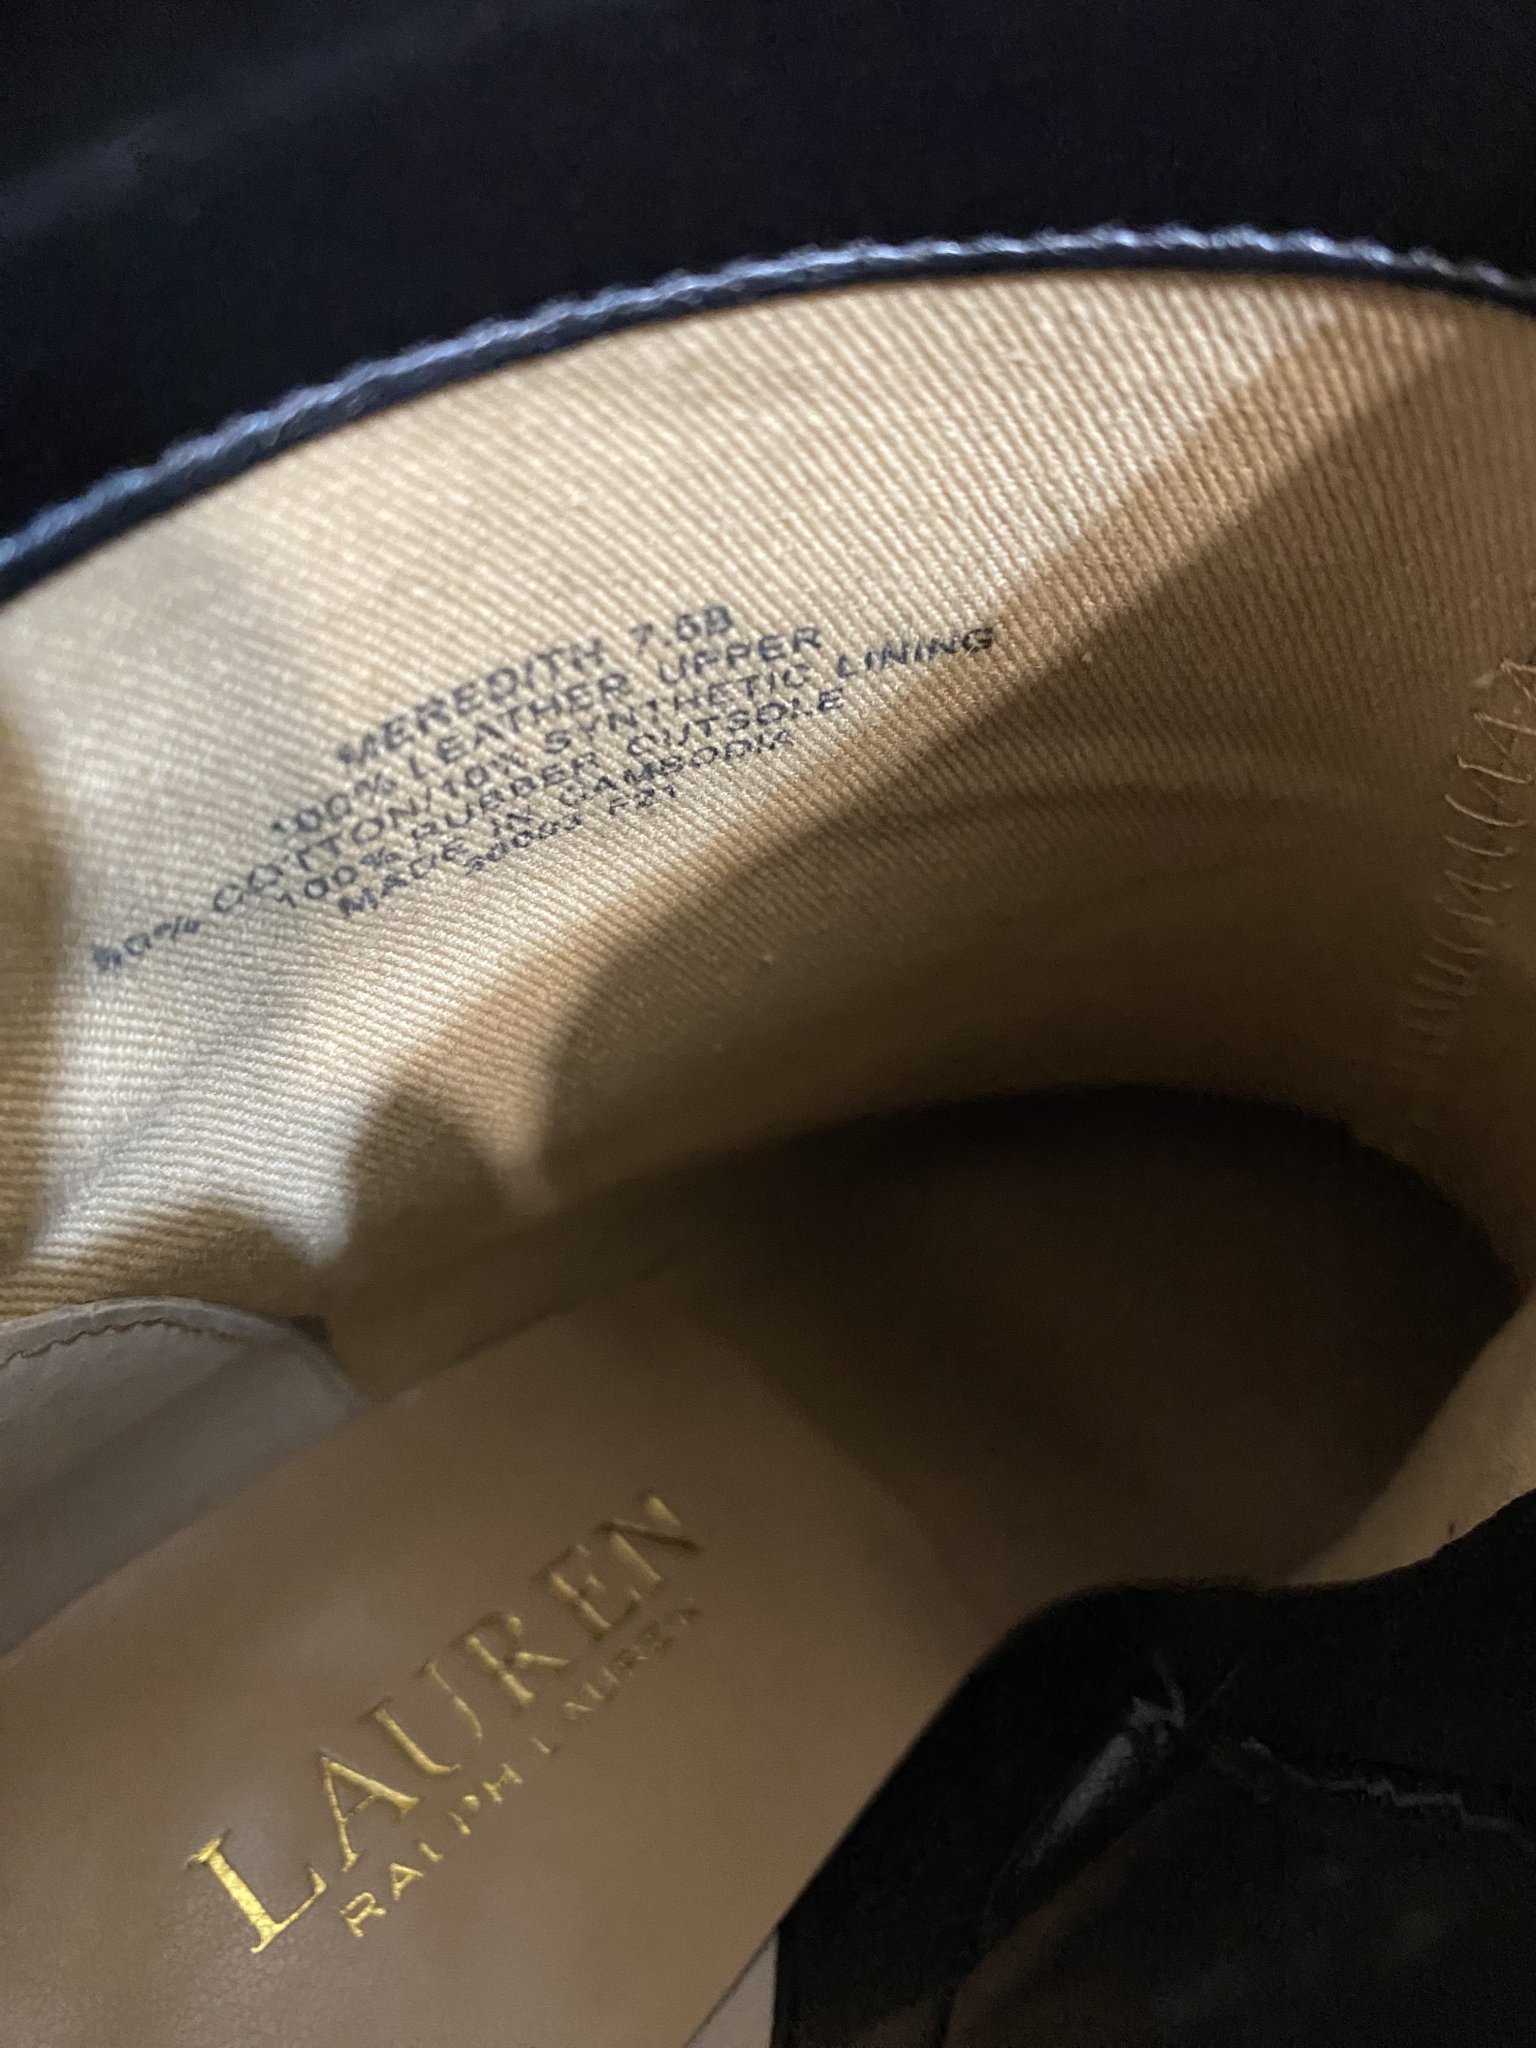 MEREDITH 7.5B
100% LEATHER UPPER
90% COTTON/10% SYNTHETIC LINING
100% RUBBER OUTSOLE
MADE IN CAMBODIA
F21
LAUREN
RALPH LAUREN